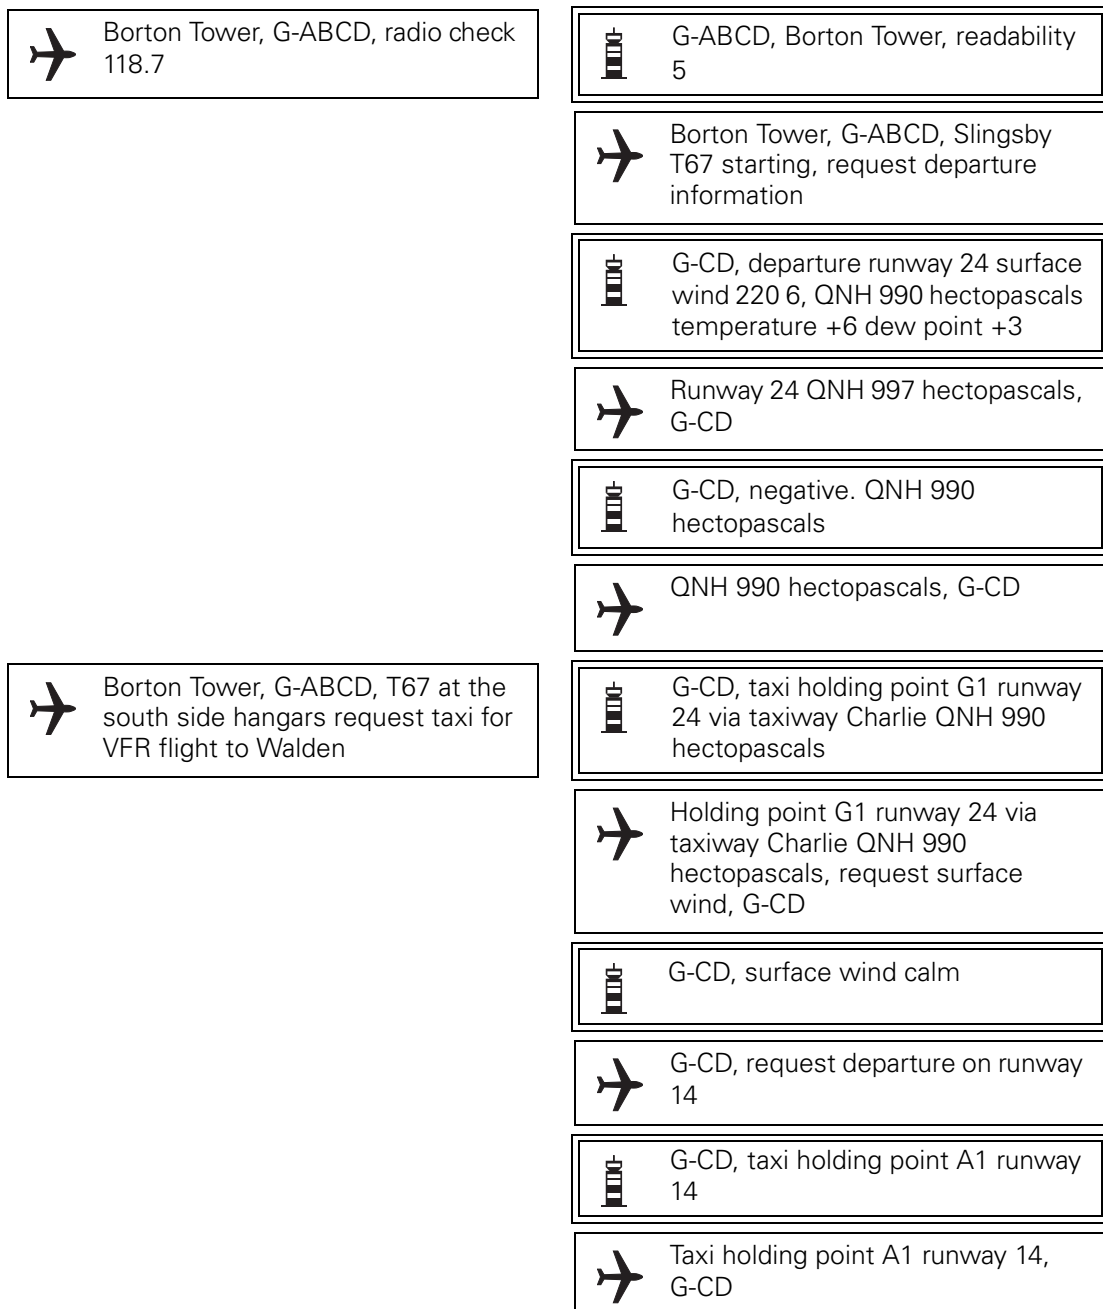 Borton Tower, G-ABCD, radio check
118.7
G-ABCD, Borton Tower, readability
5
Borton Tower, G-ABCD, Slingsby
T67 starting, request departure
information
G-CD, departure runway 24 surface
wind 220 6, QNH 990 hectopascals
temperature +6 dew point +3
Runway 24 QNH 997 hectopascals,
G-CD
G-CD, negative. QNH 990
hectopascals
QNH 990 hectopascals, G-CD
Borton Tower, G-ABCD, T67 at the
south side hangars request taxi for
VFR flight to Walden
G-CD, taxi holding point G1 runway
24 via taxiway Charlie QNH 990
hectopascals
Holding point G1 runway 24 via
taxiway Charlie QNH 990
hectopascals, request surface
wind, G-CD
G-CD, surface wind calm
G-CD, request departure on runway
14
G-CD, taxi holding point A1 runway
14
Taxi holding point A1 runway 14,
G-CD